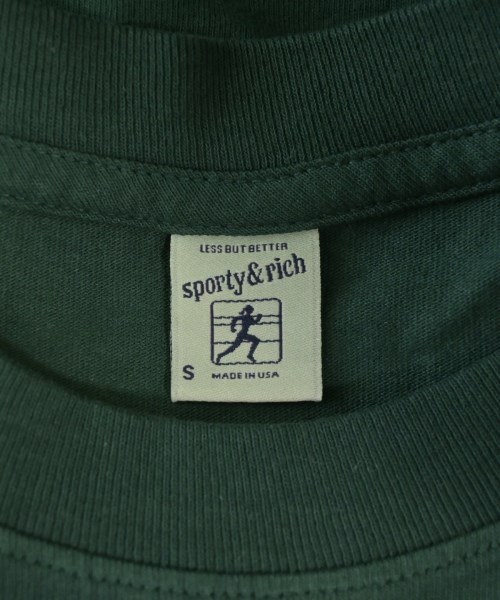 LESS BUT BETTER
sporty & rich
S
MADE IN USA